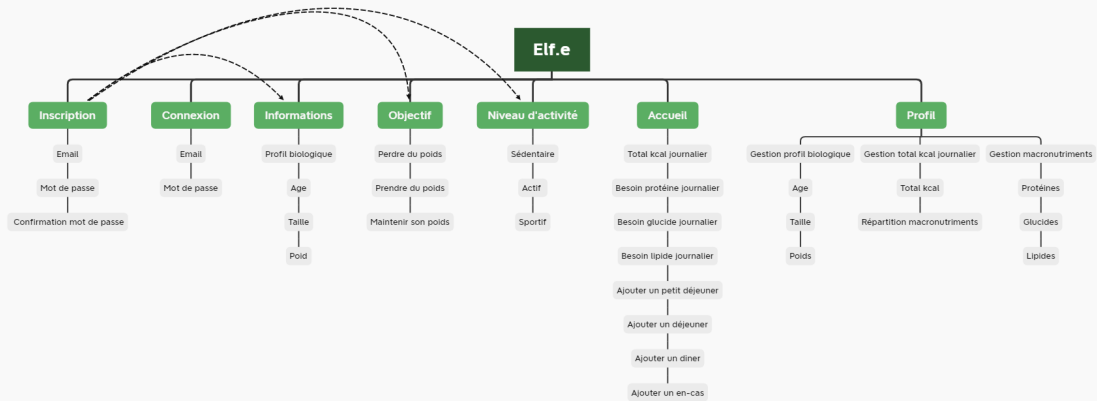 Elf.e
Inscription
Connexion
Informations
Objectif
Niveau d'activité
Accueil
Profil
Email
Mot de passe
Confirmation mot de passe
Email
Mot de passe
Profil biologique
Age
Taille
Poid
Perdre du poids
Prendre du poids
Maintenir son poids
Sédentaire
Actif
Sportif
Total kcal journalier
Besoin protéine journalier
Besoin glucide journalier
Besoin lipide journalier
Ajouter un petit déjeuner
Ajouter un déjeuner
Ajouter un diner
Ajouter un en-cas
Gestion profil biologique
Age
Taille
Poids
Gestion total kcal journalier
Total kcal
Répartition macronutriments
Gestion macronutriments
Protéines
Glucides
Lipides